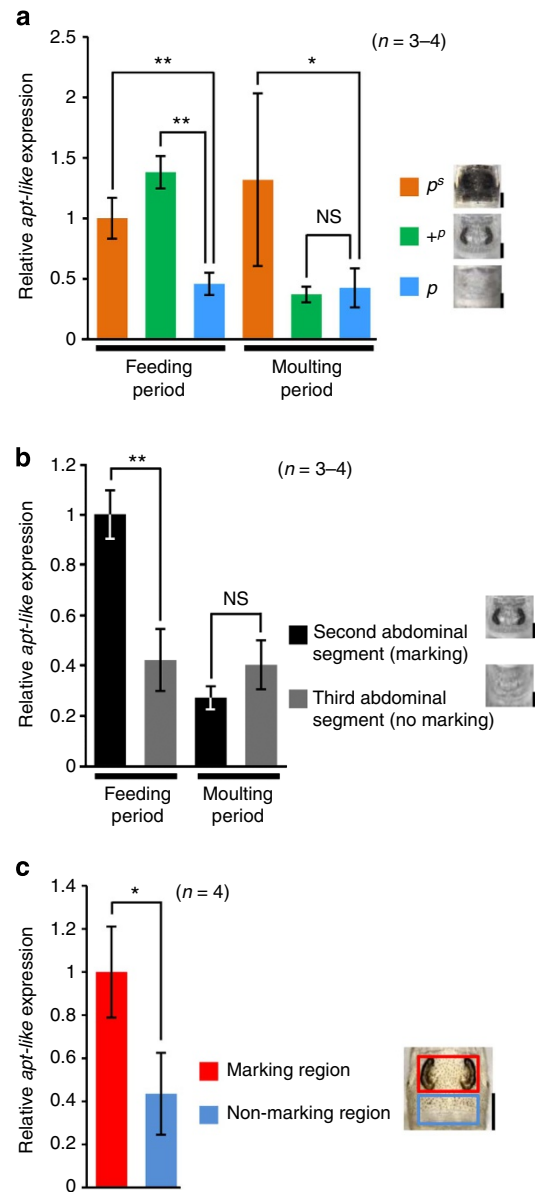 a
(n = 3–4)
Relative apt-like expression
2.5
2
1.5
1
0.5
0
**
**
*
NS
Feeding
period
Moulting
period
pˢ
+ᵖ
p
b
(n = 3–4)
Relative apt-like expression
1.2
1
0.8
0.6
0.4
0.2
0
**
NS
Feeding
period
Moulting
period
Second abdominal
segment (marking)
Third abdominal
segment (no marking)
c
(n = 4)
Relative apt-like expression
1.4
1.2
1
0.8
0.6
0.4
0.2
0
*
Marking region
Non-marking region